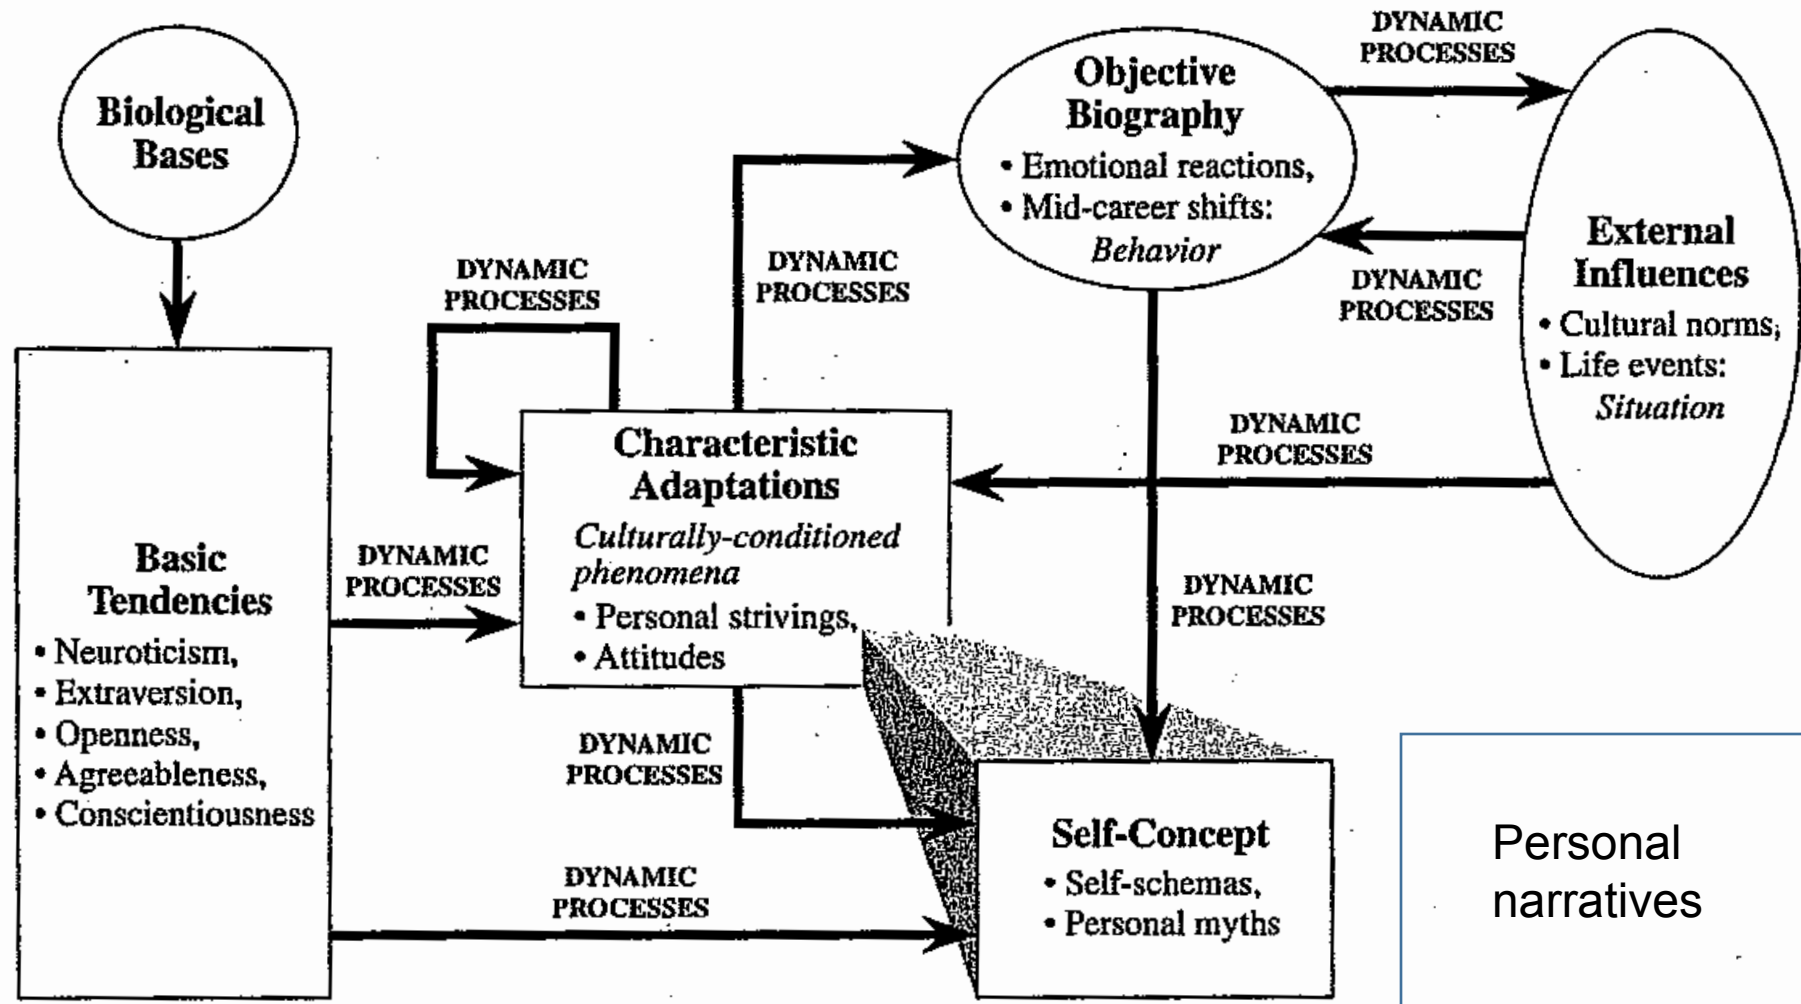 Biological
Bases
Basic
Tendencies
• Neuroticism,
• Extraversion,
• Openness,
• Agreeableness,
• Conscientiousness
DYNAMIC
PROCESSES
DYNAMIC
PROCESSES
Characteristic
Adaptations
Culturally-conditioned
phenomena
• Personal strivings,
• Attitudes
DYNAMIC
PROCESSES
DYNAMIC
PROCESSES
DYNAMIC
PROCESSES
Objective
Biography
• Emotional reactions,
• Mid-career shifts:
Behavior
DYNAMIC
PROCESSES
DYNAMIC
PROCESSES
External
Influences
• Cultural norms,
• Life events:
Situation
DYNAMIC
PROCESSES
DYNAMIC
PROCESSES
Self-Concept
• Self-schemas,
• Personal myths
Personal
narratives